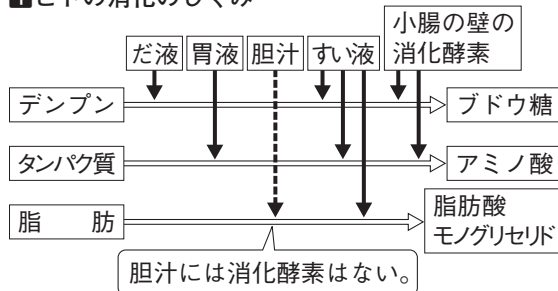 1 ヒトの消化のしくみ
だ液 胃液 胆汁 すい液 小腸の壁の
消化酵素
デンプン ブドウ糖
タンパク質 アミノ酸
脂肪 脂肪酸
モノグリセリド
胆汁には消化酵素はない。